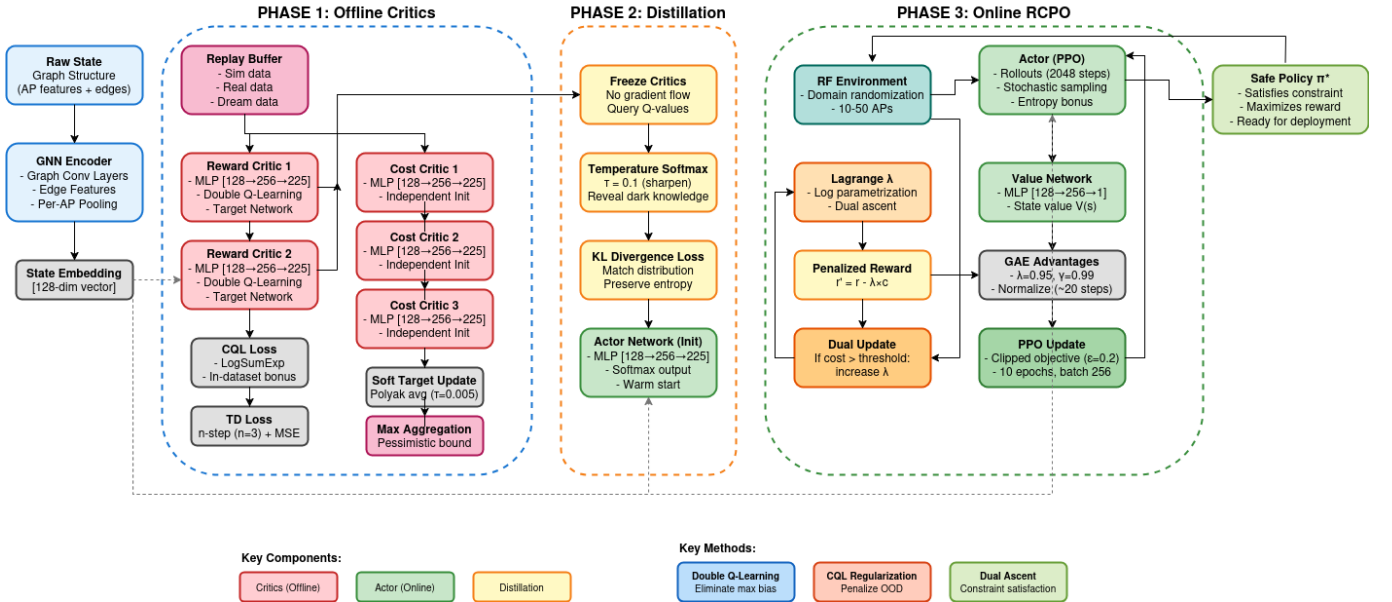 PHASE 1: Offline Critics
PHASE 2: Distillation
PHASE 3: Online RCPO
Raw State
Graph Structure
(AP features + edges)
GNN Encoder
- Graph Conv Layers
- Edge Features
- Per-AP Pooling
State Embedding
[128-dim vector]
Replay Buffer
- Sim data
- Real data
- Dream data
Reward Critic 1
- MLP [128→256→225]
- Double Q-Learning
- Target Network
Reward Critic 2
- MLP [128→256→225]
- Double Q-Learning
- Target Network
CQL Loss
- LogSumExp
- In-dataset bonus
TD Loss
n-step (n=3) + MSE
Cost Critic 1
- MLP [128→256→225]
- Independent Init
Cost Critic 2
- MLP [128→256→225]
- Independent Init
Cost Critic 3
- MLP [128→256→225]
- Independent Init
Soft Target Update
Polyak avg (τ=0.005)
Max Aggregation
Pessimistic bound
Freeze Critics
No gradient flow
Query Q-values
Temperature Softmax
τ = 0.1 (sharpen)
Reveal dark knowledge
KL Divergence Loss
Match distribution
Preserve entropy
Actor Network (Init)
- MLP [128→256→225]
- Softmax output
- Warm start
RF Environment
- Domain randomization
- 10-50 APs
Lagrange λ
- Log parametrization
- Dual ascent
Penalized Reward
r' = r - λ×c
Dual Update
If cost > threshold:
increase λ
Actor (PPO)
- Rollouts (2048 steps)
- Stochastic sampling
- Entropy bonus
Value Network
- MLP [128→256→1]
- State value V(s)
GAE Advantages
- λ=0.95, γ=0.99
- Normalize (~20 steps)
PPO Update
- Clipped objective (ε=0.2)
- 10 epochs, batch 256
Safe Policy π*
- Satisfies constraint
- Maximizes reward
- Ready for deployment
Key Components:
Critics (Offline)
Actor (Online)
Distillation
Key Methods:
Double Q-Learning
Eliminate max bias
CQL Regularization
Penalize OOD
Dual Ascent
Constraint satisfaction